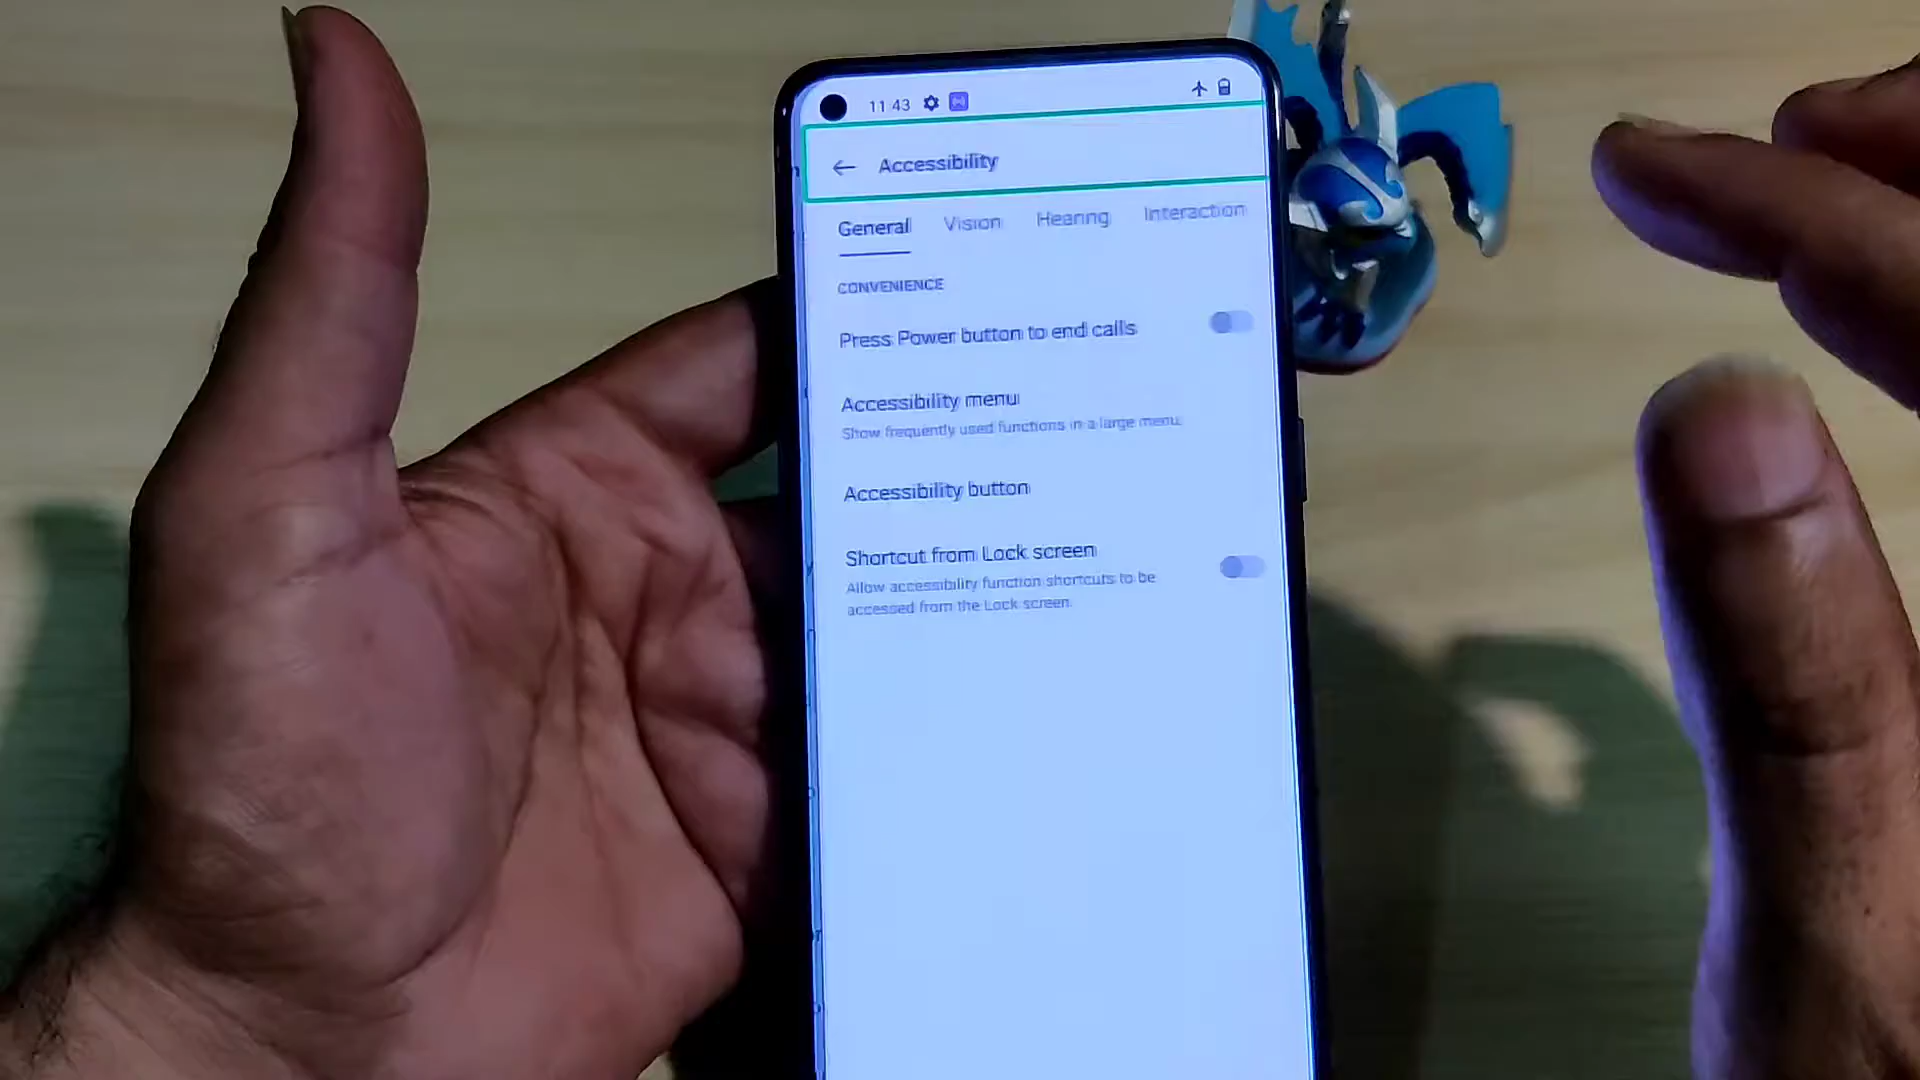 11:43
Accessibility
General Vision Hearing Interaction
CONVENIENCE
Press Power button to end calls
Accessibility menu
Show frequently used functions in a large menu.
Accessibility button
Shortcut from Lock screen
Allow accessibility function shortcuts to be
accessed from the Lock screen.